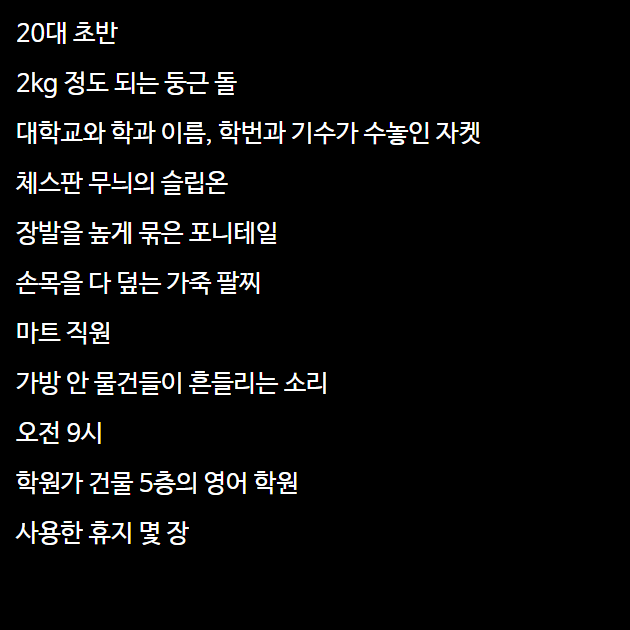 20대 초반
2kg 정도 되는 둥근 돌
대학교와 학과 이름, 학번과 기수가 수놓인 자켓
체스판 무늬의 슬립온
장발을 높게 묶은 포니테일
손목을 다 덮는 가죽 팔찌
마트 직원
가방 안 물건들이 흔들리는 소리
오전 9시
학원가 건물 5층의 영어 학원
사용한 휴지 몇 장